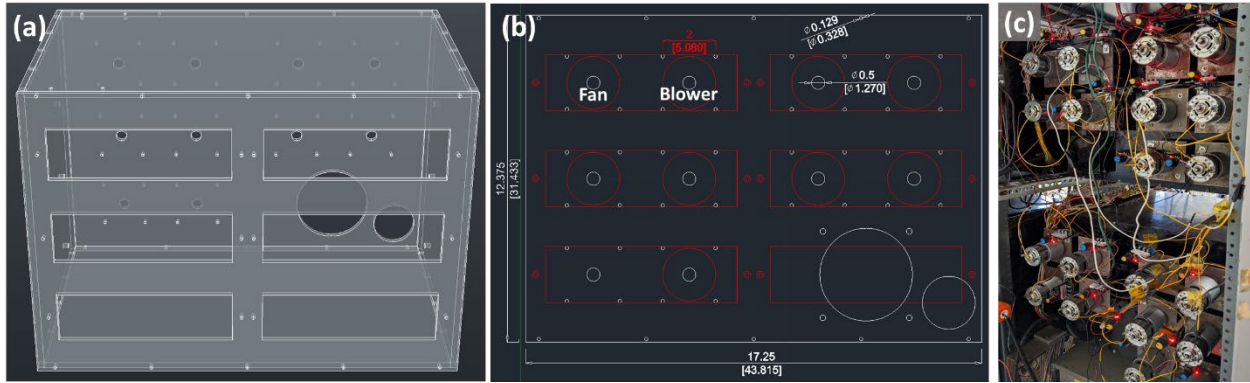 (a)
(b)
2
[5.080]
Ø0.129
[Ø0.328]
Ø0.5
[Ø1.270]
Fan
Blower
12.375
[31.433]
17.25
[43.815]
(c)